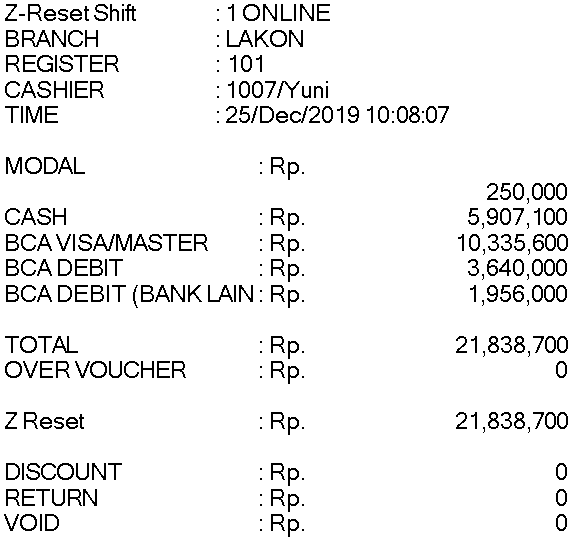 Z-Reset Shift : 1 ONLINE
BRANCH : LAKON
REGISTER : 101
CASHIER : 1007/Yuni
TIME : 25/Dec/2019 10:08:07
MODAL : Rp.
250,000
CASH : Rp. 5,907,100
BCA VISA/MASTER : Rp. 10,335,600
BCA DEBIT : Rp. 3,640,000
BCA DEBIT (BANK LAIN : Rp. 1,956,000
TOTAL : Rp. 21,838,700
OVER VOUCHER : Rp. 0
Z Reset : Rp. 21,838,700
DISCOUNT : Rp. 0
RETURN : Rp. 0
VOID : Rp. 0